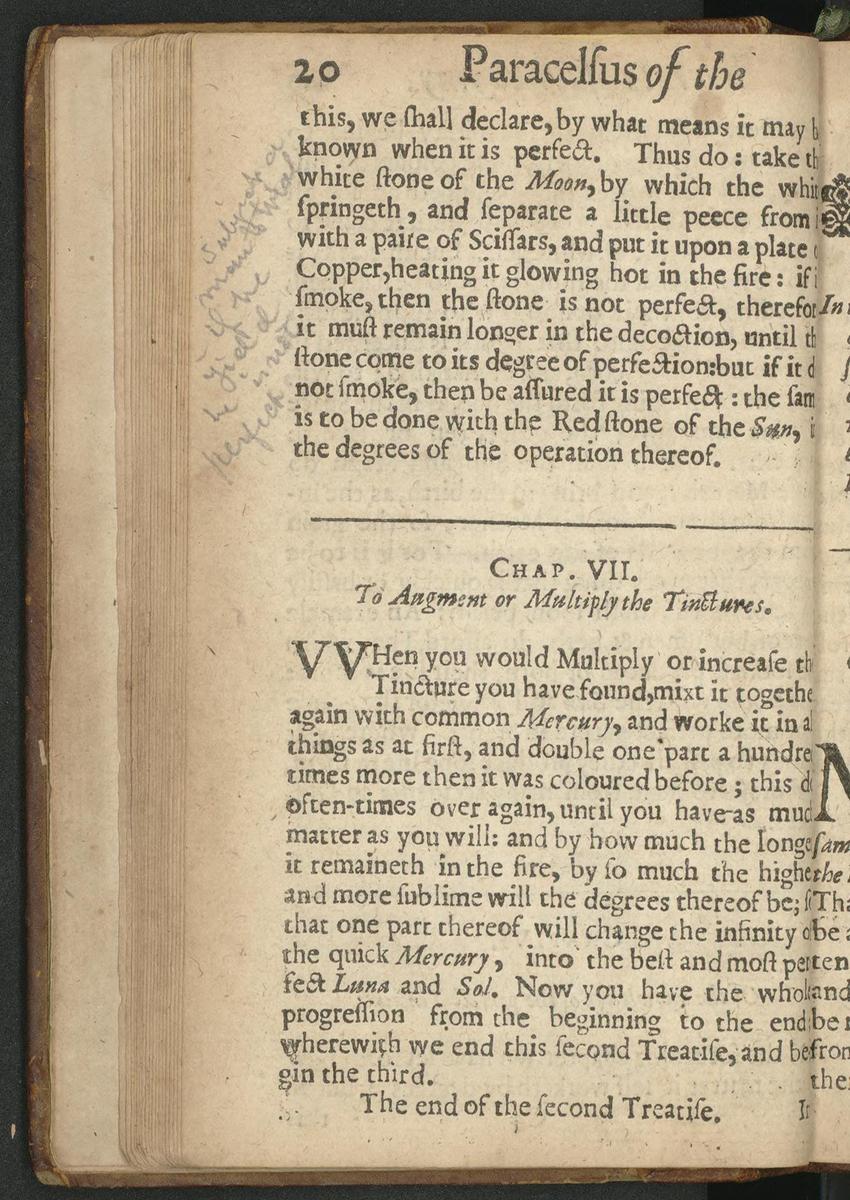 20 Paracelſus of the
this, we ſhall declare, by what means it may b
known when it is perfect. Thus do: take th
white ſtone of the Moon, by which the whit
ſpringeth, and ſeparate a little peece from
with a paire of Sciſſars, and put it upon a plate
Copper, heating it glowing hot in the fire: if i
ſmoke, then the ſtone is not perfect, therefor
it muſt remain longer in the decoction, until th
ſtone come to its degree of perfection: but if it d
not ſmoke, then be aſſured it is perfect: the ſam
is to be done with the Red ſtone of the Sun, i
the degrees of the operation thereof.
CHAP. VII.
To Augment or Multiply the Tinctures.
VVHen you would Multiply or increaſe th
Tincture you have found, mixt it togethe
again with common Mercury, and worke it in al
things as at firſt, and double one part a hundre
times more then it was coloured before; this d
often-times over again, until you have as muc
matter as you will: and by how much the longe
it remaineth in the fire, by ſo much the highe
and more ſublime will the degrees thereof be; ſ
that one part thereof will change the infinity o
the quick Mercury, into the beſt and moſt per
fect Luna and Sol. Now you have the whol
progreſſion from the beginning to the end
wherewith we end this ſecond Treatiſe, and be
gin the third.
The end of the ſecond Treatiſe.
In
N
ſam
the
Tha
be a
ten
and
be
from
the